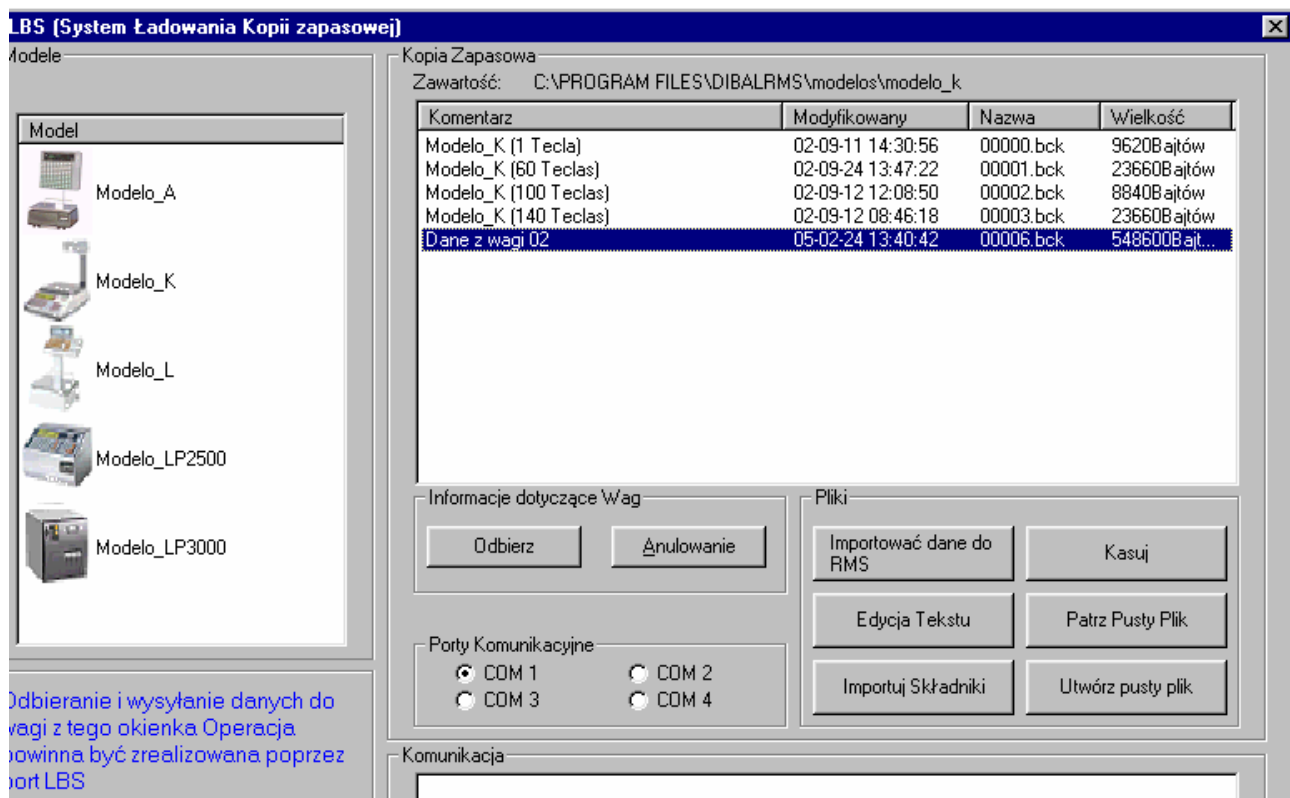 LBS (System Ładowania Kopii zapasowej)
Modele
Model
Modelo_A
Modelo_K
Modelo_L
Modelo_LP2500
Modelo_LP3000
Odbieranie i wysyłanie danych do
wagi z tego okienka Operacja
powinna być zrealizowana poprzez
port LBS
Kopia Zapasowa
Zawartość: C:\PROGRAM FILES\DIBALRMS\modelos\modelo_k
Komentarz Modyfikowany Nazwa Wielkość
Modelo_K (1 Tecla) 02-09-11 14:30:56 00000.bck 9620Bajtów
Modelo_K (60 Teclas) 02-09-24 13:47:22 00001.bck 23660Bajtów
Modelo_K (100 Teclas) 02-09-12 12:08:50 00002.bck 8840Bajtów
Modelo_K (140 Teclas) 02-09-12 08:46:18 00003.bck 23660Bajtów
Dane z wagi 02 05-02-24 13:40:42 00006.bck 548600Bajt...
Informacje dotyczące Wag
Odbierz Anulowanie
Porty Komunikacyjne
COM 1 COM 2
COM 3 COM 4
Pliki
Importować dane do
RMS
Kasuj
Edycja Tekstu Patrz Pusty Plik
Importuj Składniki Utwórz pusty plik
Komunikacja